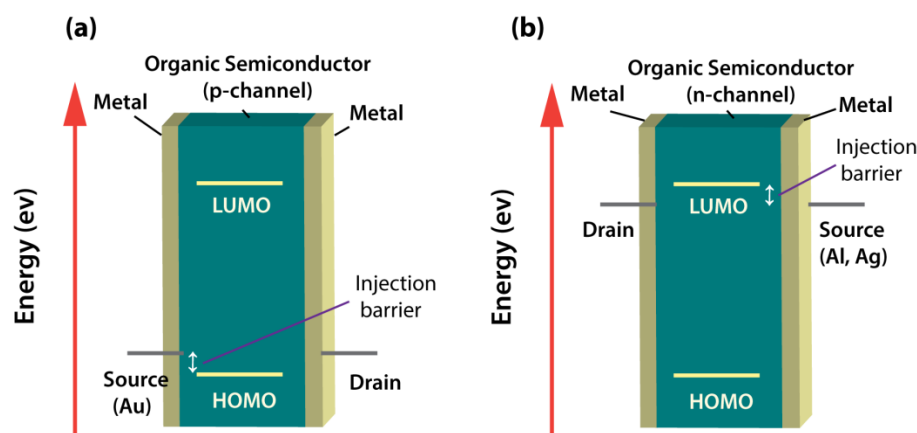 (a)
Organic Semiconductor
(p-channel)
Metal
Metal
Energy (ev)
LUMO
Injection
barrier
Source
(Au)
HOMO
Drain
(b)
Organic Semiconductor
(n-channel)
Metal
Metal
Injection
barrier
Energy (ev)
LUMO
Drain
Source
(Al, Ag)
HOMO